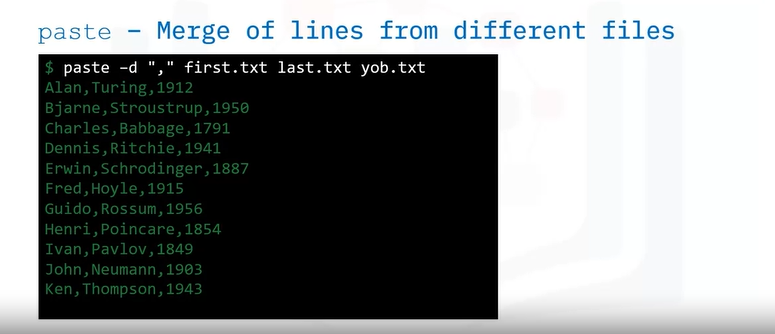 paste – Merge of lines from different files
$ paste –d "," first.txt last.txt yob.txt
Alan,Turing,1912
Bjarne,Stroustrup,1950
Charles,Babbage,1791
Dennis,Ritchie,1941
Erwin,Schrodinger,1887
Fred,Hoyle,1915
Guido,Rossum,1956
Henri,Poincare,1854
Ivan,Pavlov,1849
John,Neumann,1903
Ken,Thompson,1943